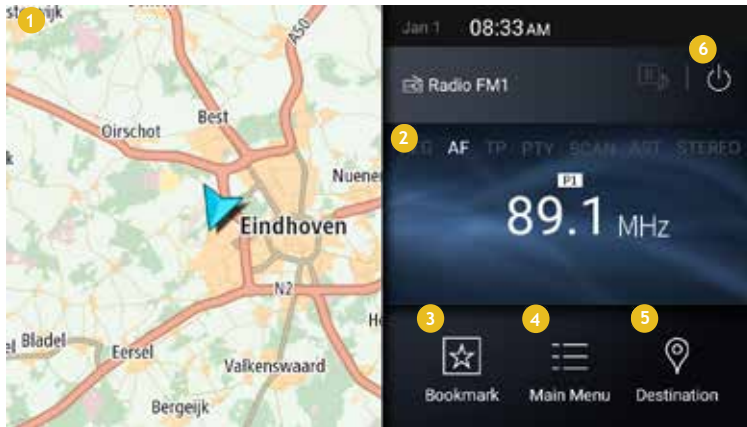 1
A50
Best
Oirschot
Nuene
Eindhoven
N2
Bladel
Eersel
Valkenswaard
Bergeijk
Jan 1 08:33 AM
6
Radio FM1
2
AF TP PTY SCAN AST STEREO
P1
89.1 MHz
3
4
5
Bookmark
Main Menu
Destination